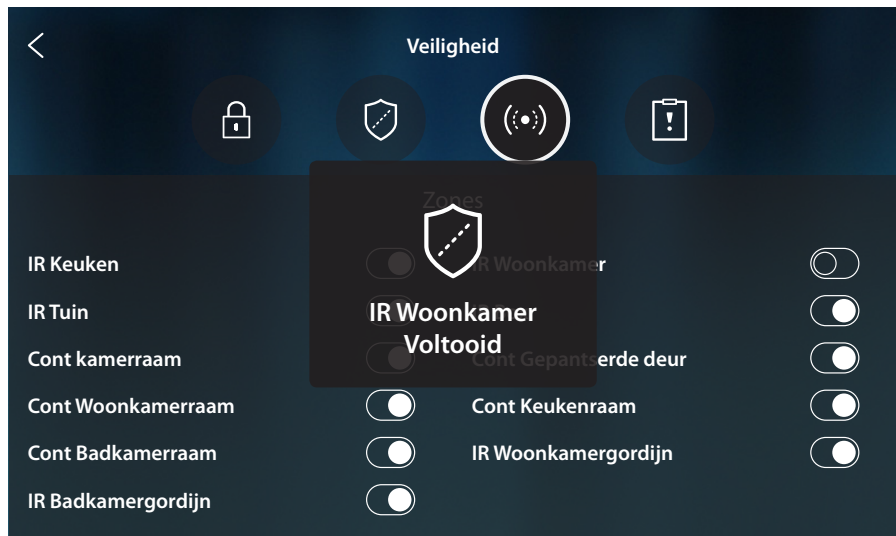 Veiligheid
Zones
IR Keuken
IR Woonkamer
IR Tuin
IR Woonkamer
Voltooid
Cont kamerraam
Cont Gepantserde deur
Cont Woonkamerraam
Cont Keukenraam
Cont Badkamerraam
IR Woonkamergordijn
IR Badkamergordijn